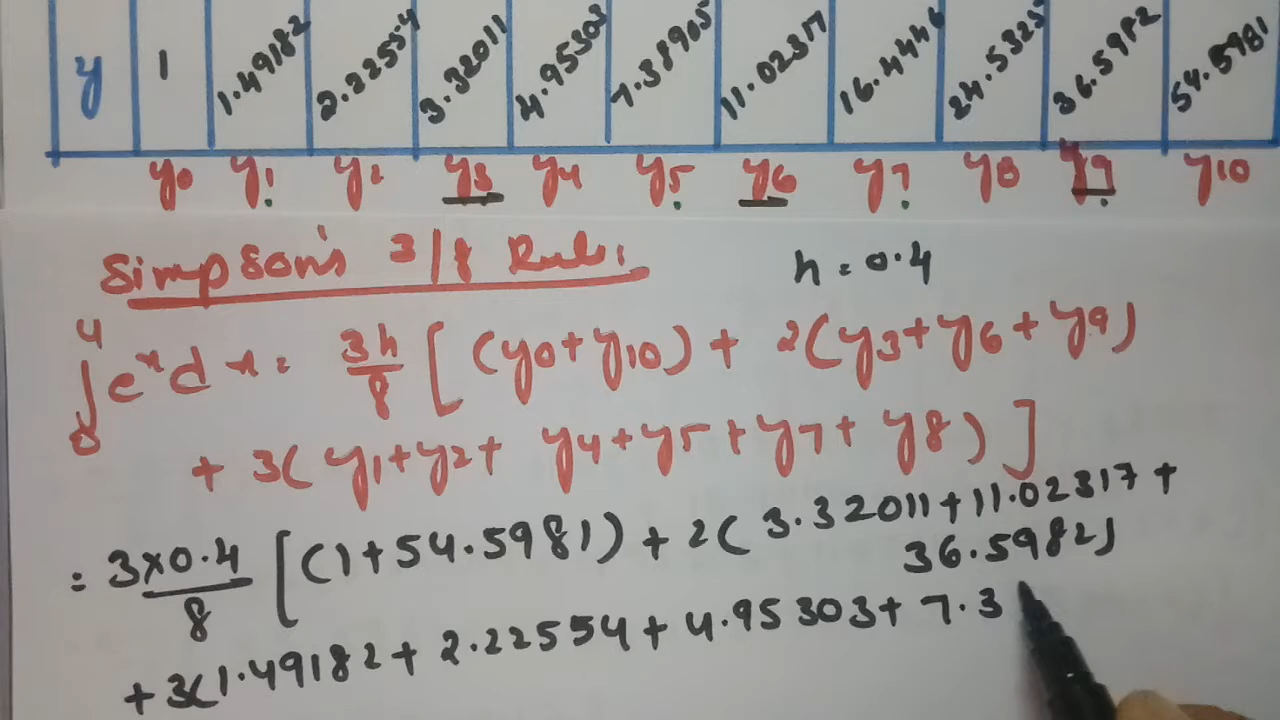 y 1 1.49182 2.22554 3.32011 4.95303 7.38905 11.02317 16.4446 24.5325 36.5982 54.5981
y0 y1 y2 y3 y4 y5 y6 y7 y8 y9 y10
Simpson's 3/8 Rule:
h = 0.4
∫₀⁴ eˣ dx = 3h/8 [(y0+y10) + 2(y3+y6+y9)
+ 3(y1+y2+ y4+y5+y7+ y8)]
= 3×0.4/8 [(1+54.5981) + 2(3.32011+11.02317+
36.5982)
+3(1.49182+2.22554+4.95303+7.3